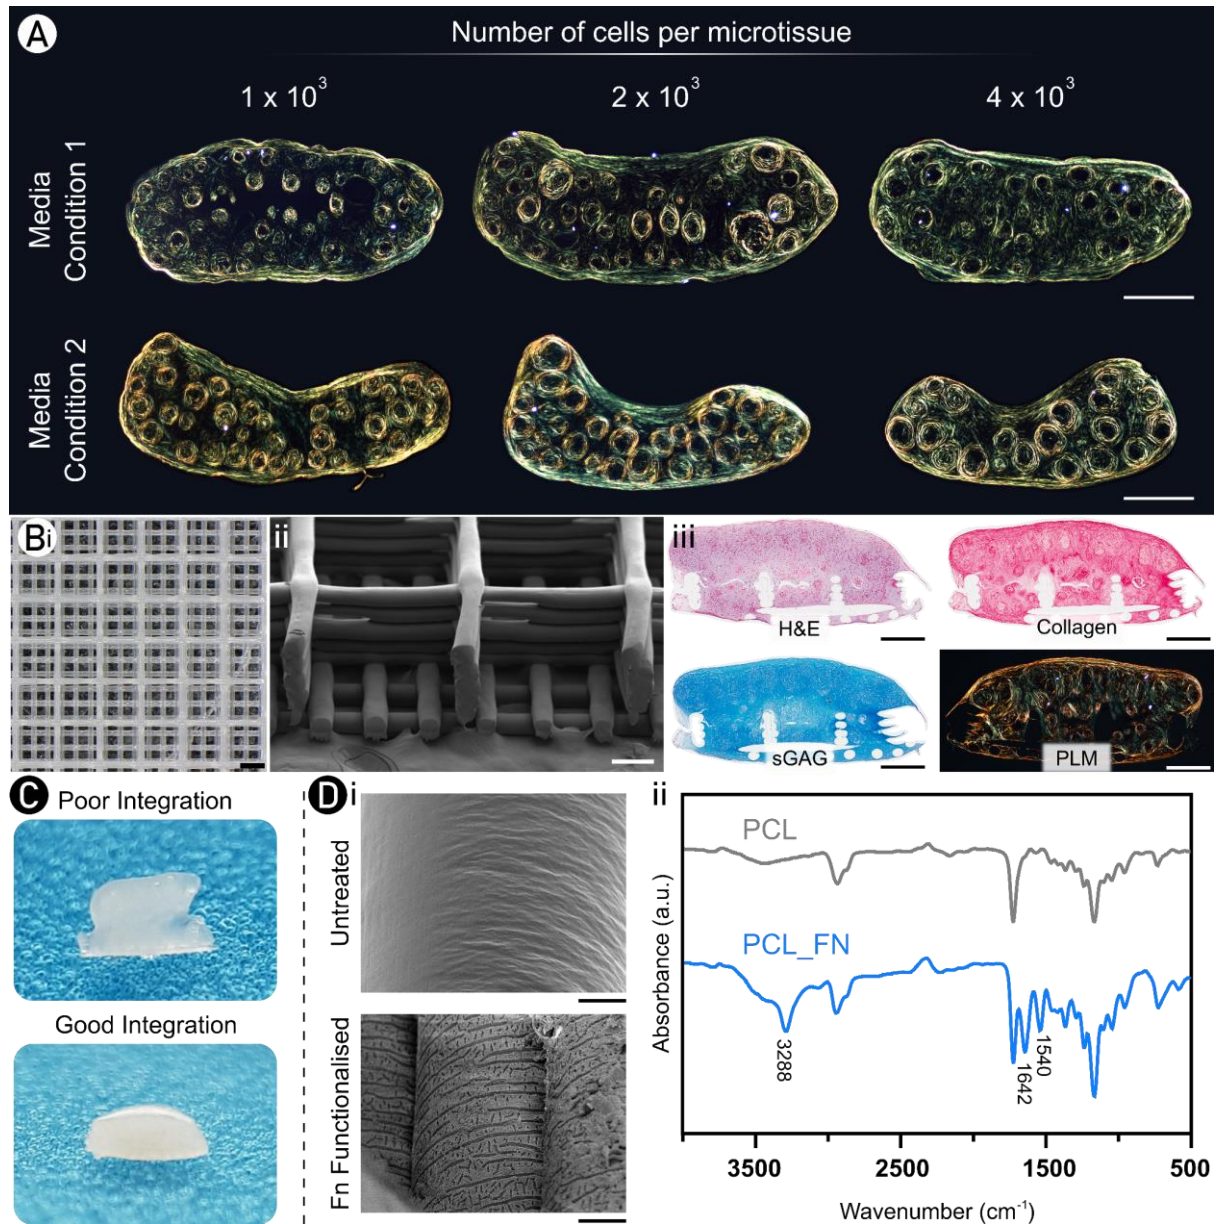 A
Number of cells per microtissue
1 x 10³
2 x 10³
4 x 10³
Media
Condition 1
Media
Condition 2
Bi
ii
iii
H&E
Collagen
sGAG
PLM
C
Poor Integration
Good Integration
D i
Untreated
Fn Functionalised
ii
PCL
PCL_FN
3288
1642
1540
Absorbance (a.u.)
3500
2500
1500
500
Wavenumber (cm⁻¹)